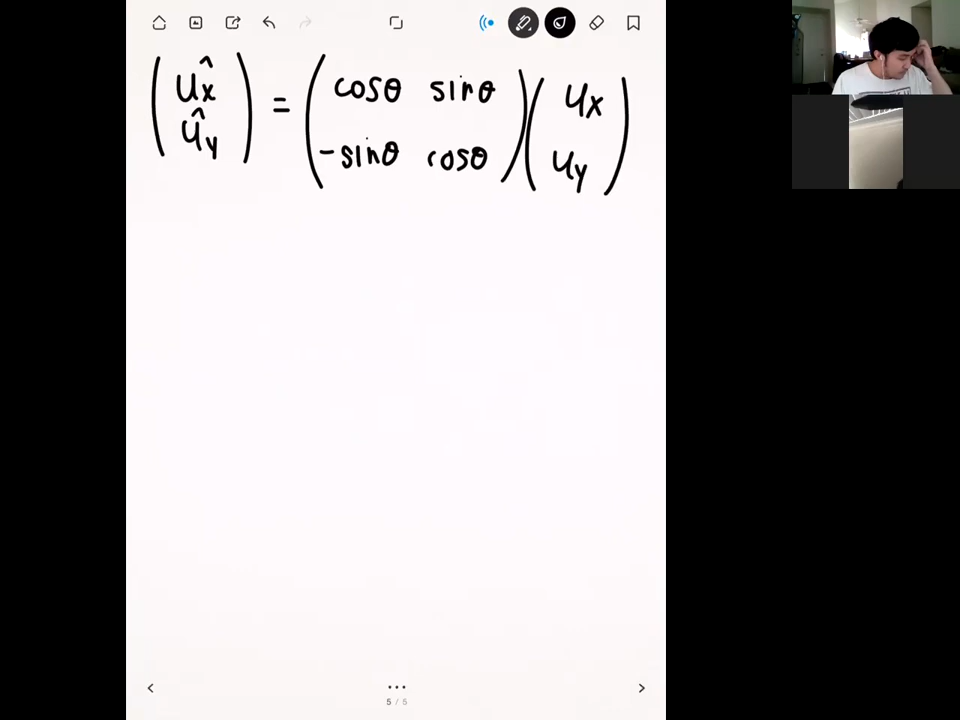 (ûx ûy) = (cosθ sinθ -sinθ cosθ)(ux uy)
5 / 5